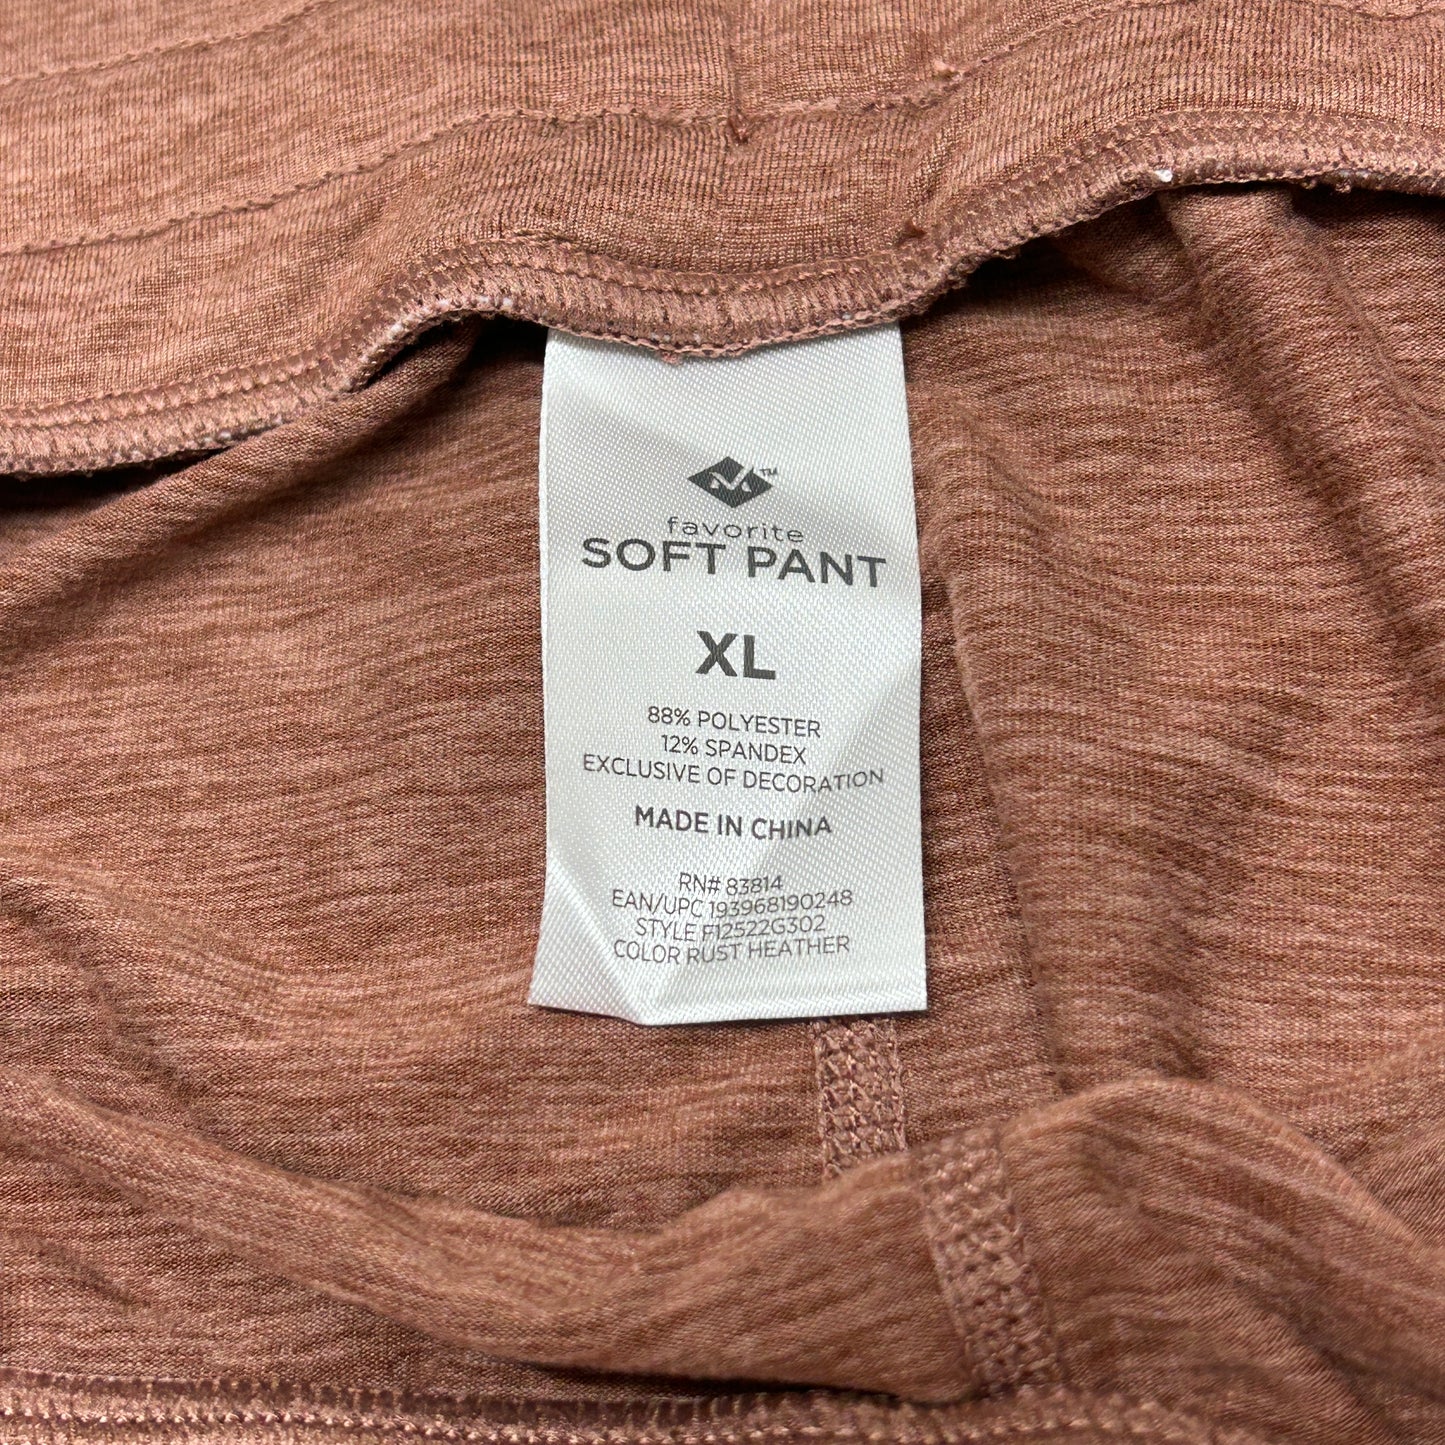 TM
favorite
SOFT PANT
XL
88% POLYESTER
12% SPANDEX
EXCLUSIVE OF DECORATION
MADE IN CHINA
RN# 83814
EAN/UPC 193968190248
STYLE F12522G302
COLOR RUST HEATHER